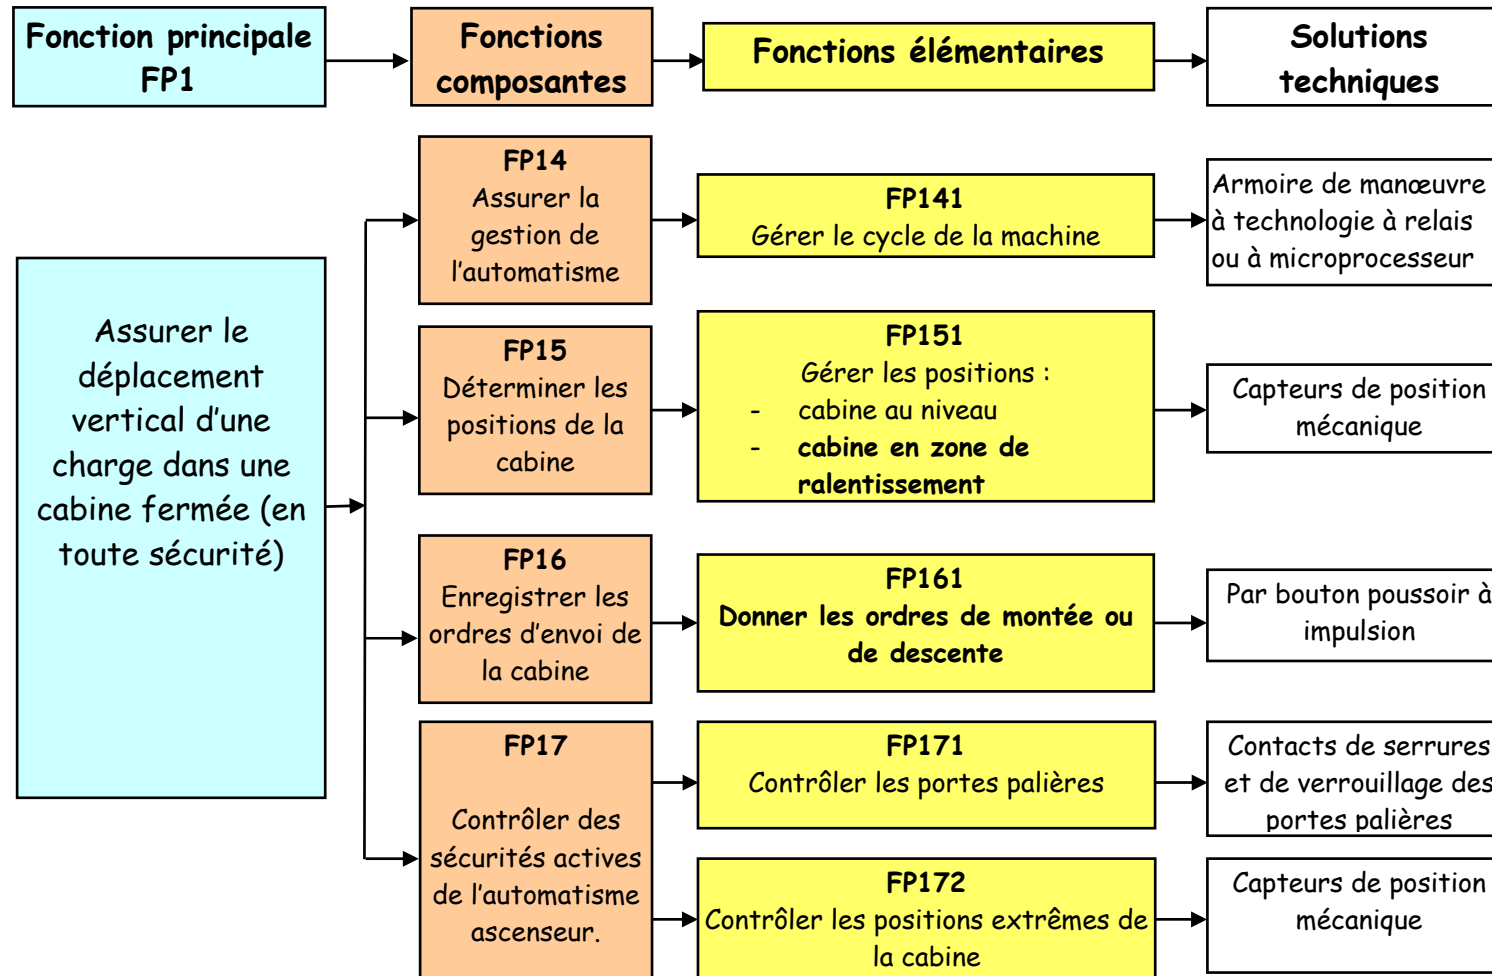 Fonction principale
FP1
Fonctions
composantes
Fonctions élémentaires
Solutions
techniques
Assurer le
déplacement
vertical d’une
charge dans une
cabine fermée (en
toute sécurité)
FP14
Assurer la
gestion de
l’automatisme
FP141
Gérer le cycle de la machine
Armoire de manœuvre
à technologie à relais
ou à microprocesseur
FP15
Déterminer les
positions de la
cabine
FP151
Gérer les positions :
- cabine au niveau
- cabine en zone de
ralentissement
Capteurs de position
mécanique
FP16
Enregistrer les
ordres d’envoi de
la cabine
FP161
Donner les ordres de montée ou
de descente
Par bouton poussoir à
impulsion
FP17
Contrôler des
sécurités actives
de l’automatisme
ascenseur.
FP171
Contrôler les portes palières
Contacts de serrures
et de verrouillage des
portes palières
FP172
Contrôler les positions extrêmes de
la cabine
Capteurs de position
mécanique